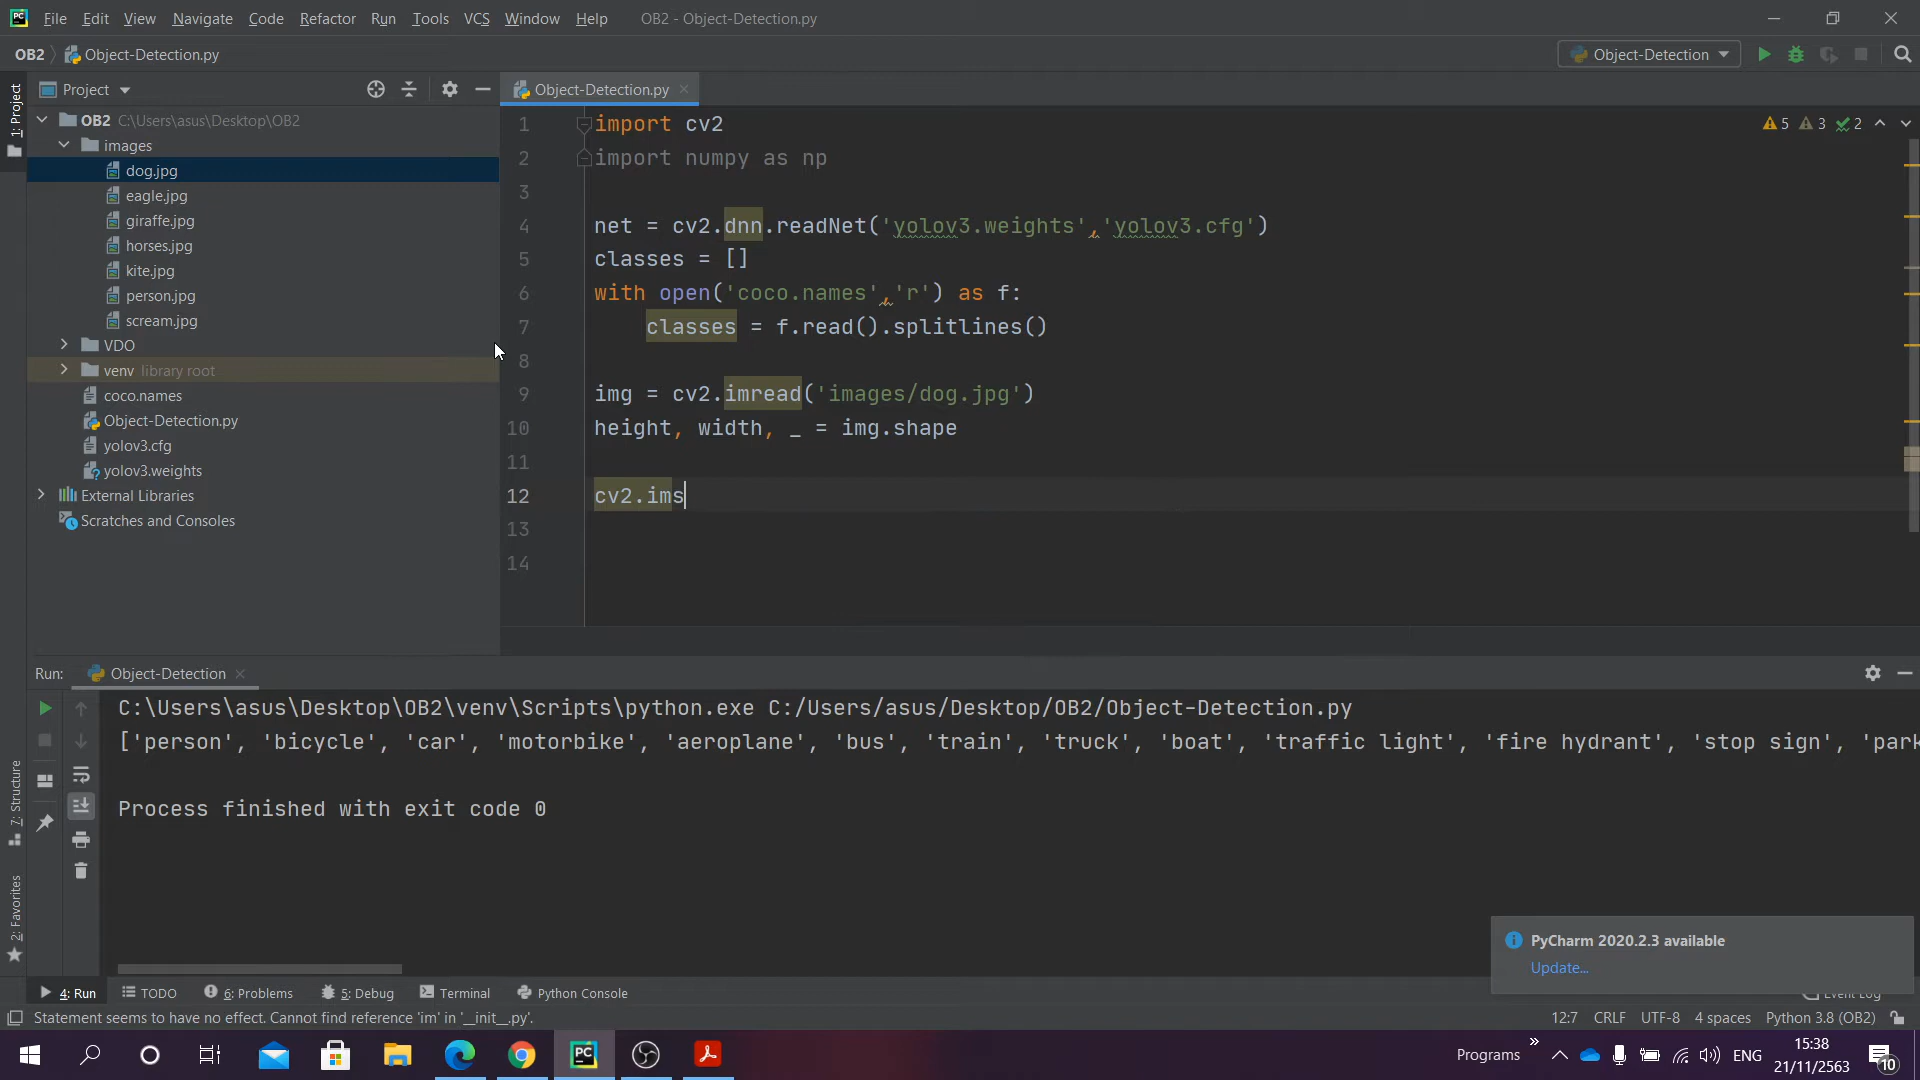 File Edit View Navigate Code Refactor Run Tools VCS Window Help OB2 - Object-Detection.py
OB2 Object-Detection.py Object-Detection
1: Project
Project
OB2 C:\Users\asus\Desktop\OB2
images
dog.jpg
eagle.jpg
giraffe.jpg
horses.jpg
kite.jpg
person.jpg
scream.jpg
VDO
venv library root
coco.names
Object-Detection.py
yolov3.cfg
yolov3.weights
External Libraries
Scratches and Consoles
Object-Detection.py
5 3 2
1 import cv2
2 import numpy as np
3
4 net = cv2.dnn.readNet('yolov3.weights','yolov3.cfg')
5 classes = []
6 with open('coco.names','r') as f:
7 classes = f.read().splitlines()
8
9 img = cv2.imread('images/dog.jpg')
10 height, width, _ = img.shape
11
12 cv2.ims
13
14
Run: Object-Detection
C:\Users\asus\Desktop\OB2\venv\Scripts\python.exe C:/Users/asus/Desktop/OB2/Object-Detection.py
['person', 'bicycle', 'car', 'motorbike', 'aeroplane', 'bus', 'train', 'truck', 'boat', 'traffic light', 'fire hydrant', 'stop sign', 'park
Process finished with exit code 0
7: Structure
2: Favorites
PyCharm 2020.2.3 available
Update...
4: Run TODO 6: Problems 5: Debug Terminal Python Console Event Log
Statement seems to have no effect. Cannot find reference 'im' in '__init__.py'. 12:7 CRLF UTF-8 4 spaces Python 3.8 (OB2)
PC
Programs ENG 15:38
21/11/2563
10